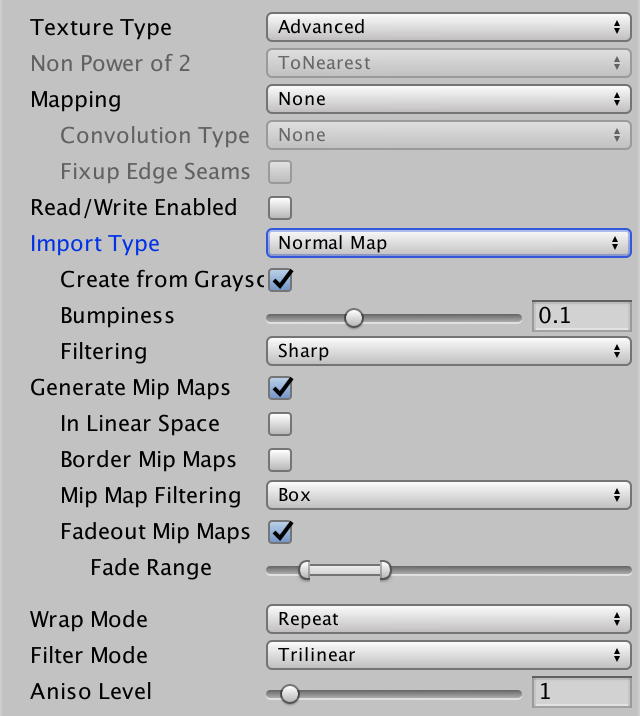 Texture Type Advanced
Non Power of 2 ToNearest
Mapping None
Convolution Type None
Fixup Edge Seams
Read/Write Enabled
Import Type Normal Map
Create from Graysc
Bumpiness 0.1
Filtering Sharp
Generate Mip Maps
In Linear Space
Border Mip Maps
Mip Map Filtering Box
Fadeout Mip Maps
Fade Range
Wrap Mode Repeat
Filter Mode Trilinear
Aniso Level 1